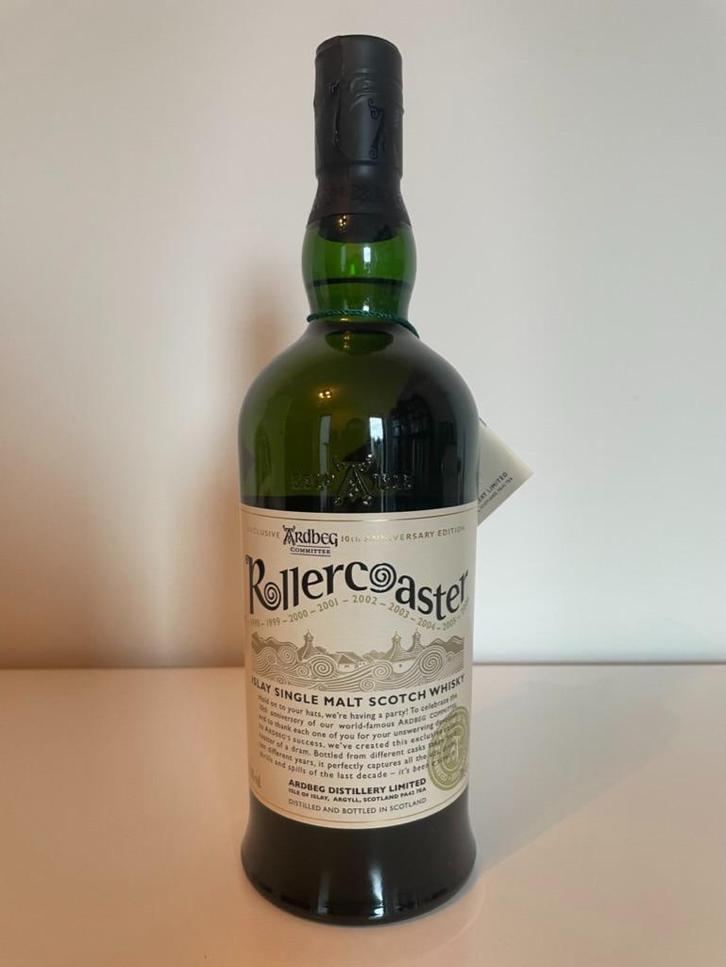 EXCLUSIVE ARDBEG 10th ANNIVERSARY EDITION
COMMITTEE
Rollercoaster
1998 – 1999 – 2000 – 2001 – 2002 – 2003 – 2004 – 2005 –
ISLAY SINGLE MALT SCOTCH WHISKY
Hold on to your hats, we're having a party! To celebrate the
10th anniversary of our world-famous ARDBEG COMMITTEE
and to thank each one of you for your unswerving
to ARDBEG's success, we've created this exclusive
of a dram. Bottled from different casks
ten different years, it perfectly captures all the
thrills and spills of the last decade – it's been
ARDBEG DISTILLERY LIMITED
ISLE OF ISLAY, ARGYLL, SCOTLAND PA42 7EA
DISTILLED AND BOTTLED IN SCOTLAND
LIMITED